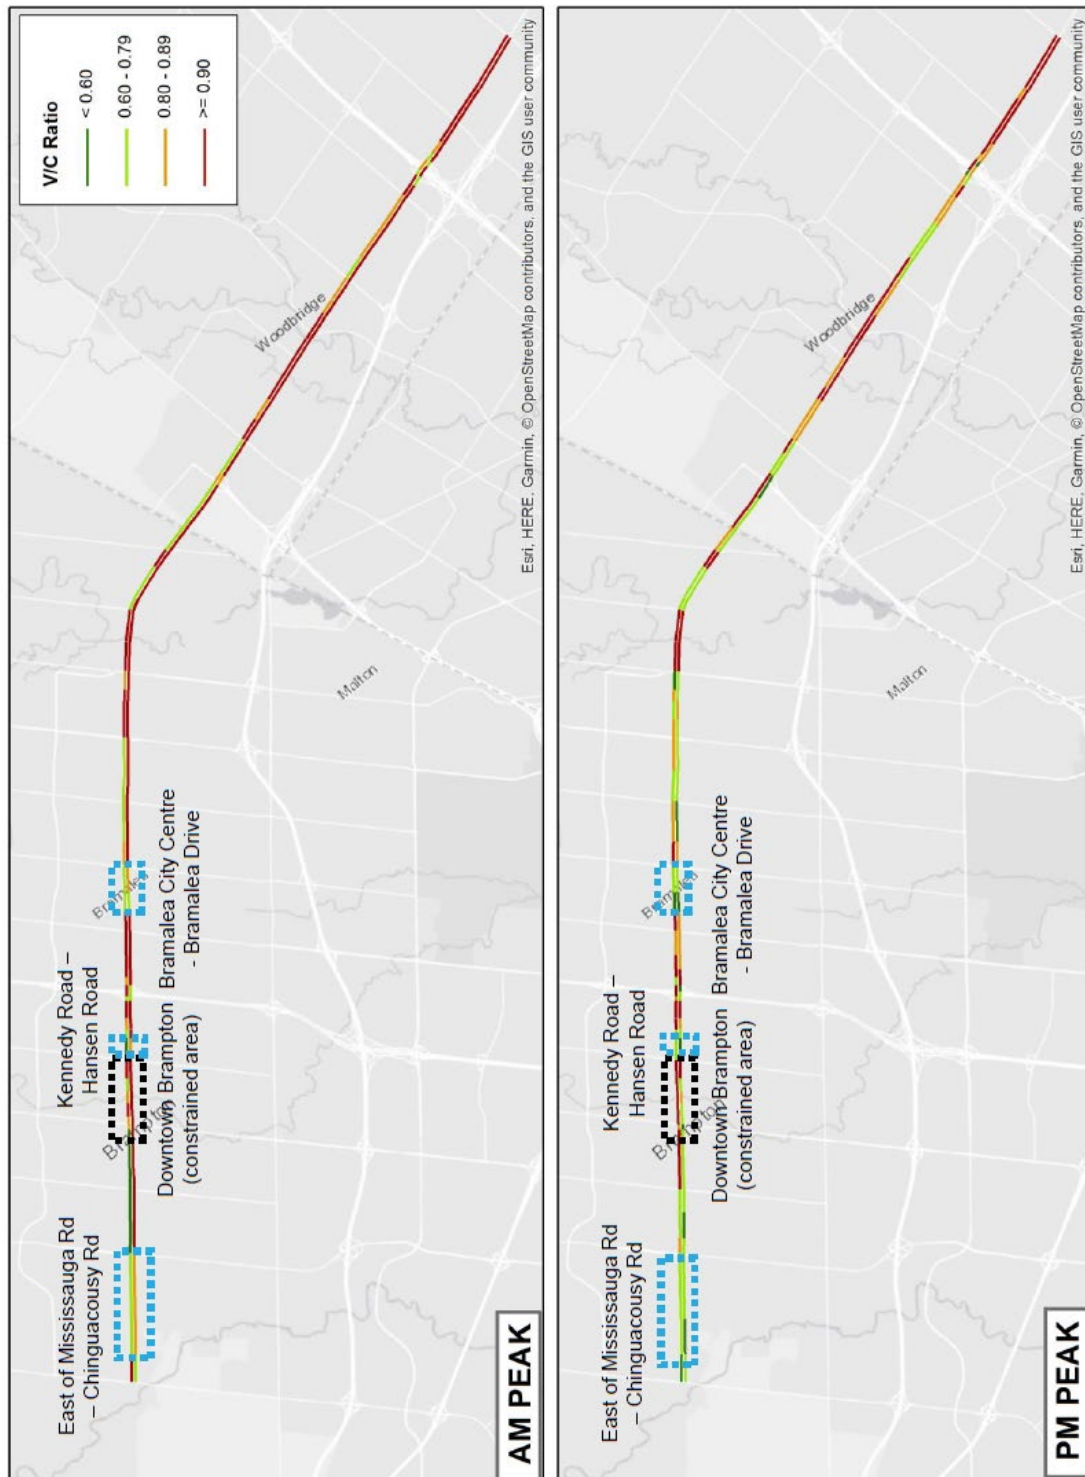 V/C Ratio
< 0.60
0.60 - 0.79
0.80 - 0.89
>= 0.90
East of Mississauga Rd
– Chinguacousy Rd
Kennedy Road –
Hansen Road
Downtown Brampton
(constrained area)
Bramalea City Centre
- Bramalea Drive
Brampton
Bramalea
Malton
Woodbridge
Esri, HERE, Garmin, © OpenStreetMap contributors, and the GIS user community
AM PEAK
East of Mississauga Rd
– Chinguacousy Rd
Kennedy Road –
Hansen Road
Downtown Brampton
(constrained area)
Bramalea City Centre
- Bramalea Drive
Brampton
Bramalea
Malton
Woodbridge
Esri, HERE, Garmin, © OpenStreetMap contributors, and the GIS user community
PM PEAK